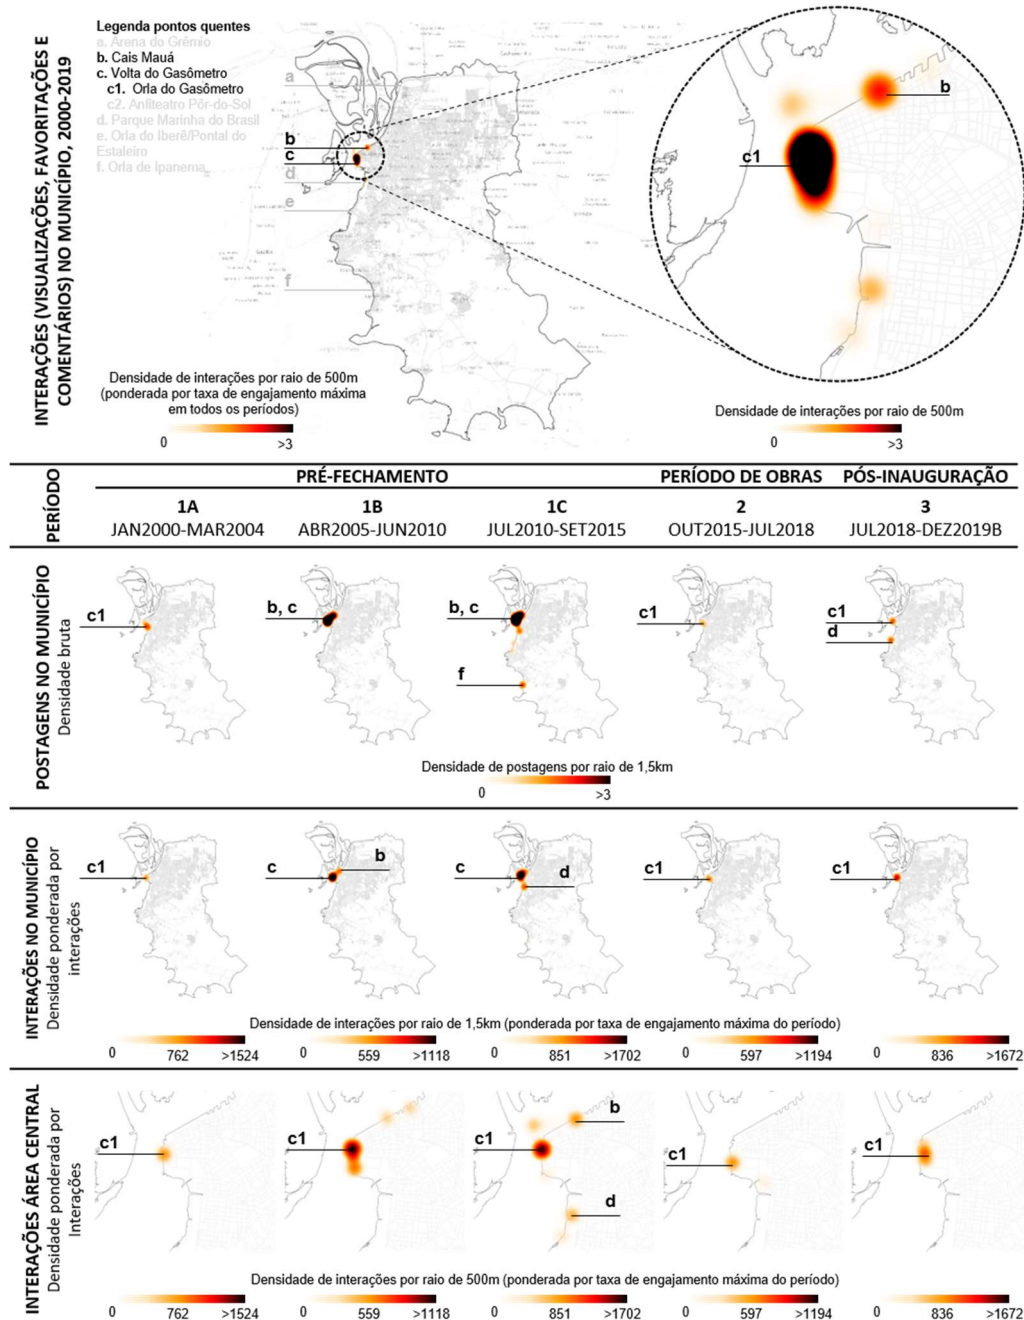 INTERAÇÕES (VISUALIZAÇÕES, FAVORITAÇÕES E
COMENTÁRIOS) NO MUNICÍPIO, 2000-2019
Legenda pontos quentes
a. Arena do Grêmio
b. Cais Mauá
c. Volta do Gasômetro
c1. Orla do Gasômetro
c2. Anfiteatro Pôr-do-Sol
d. Parque Marinha do Brasil
e. Orla do Iberê/Pontal do
Estaleiro
f. Orla de Ipanema
a
b
c
d
e
f
b
c1
Densidade de interações por raio de 500m
(ponderada por taxa de engajamento máxima
em todos os períodos)
0 >3
Densidade de interações por raio de 500m
0 >3
PERÍODO
PRÉ-FECHAMENTO PERÍODO DE OBRAS PÓS-INAUGURAÇÃO
1A 1B 1C 2 3
JAN2000-MAR2004 ABR2005-JUN2010 JUL2010-SET2015 OUT2015-JUL2018 JUL2018-DEZ2019B
POSTAGENS NO MUNICÍPIO
Densidade bruta
c1 b, c b, c c1 c1
d
f
Densidade de postagens por raio de 1,5km
0 >3
INTERAÇÕES NO MUNICÍPIO
Densidade ponderada por
interações
b
c1 c c c1 c1
d
Densidade de interações por raio de 1,5km (ponderada por taxa de engajamento máxima do período)
0 762 >1524 0 559 >1118 0 851 >1702 0 597 >1194 0 836 >1672
INTERAÇÕES ÁREA CENTRAL
Densidade ponderada por
Interações
b
c1 c1 c1 c1 c1
d
Densidade de interações por raio de 500m (ponderada por taxa de engajamento máxima do período)
0 762 >1524 0 559 >1118 0 851 >1702 0 597 >1194 0 836 >1672